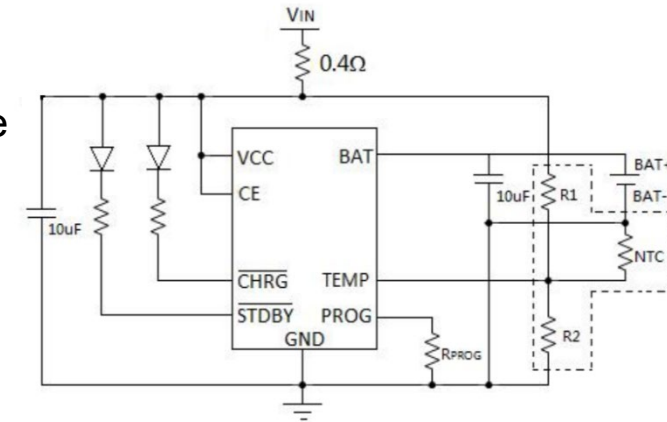 VIN
0.4Ω
e
VCC
BAT
CE
10uF
R1
BAT+
BAT-
10uF
NTC
CHRG
TEMP
STDBY
PROG
GND
RPROG
R2